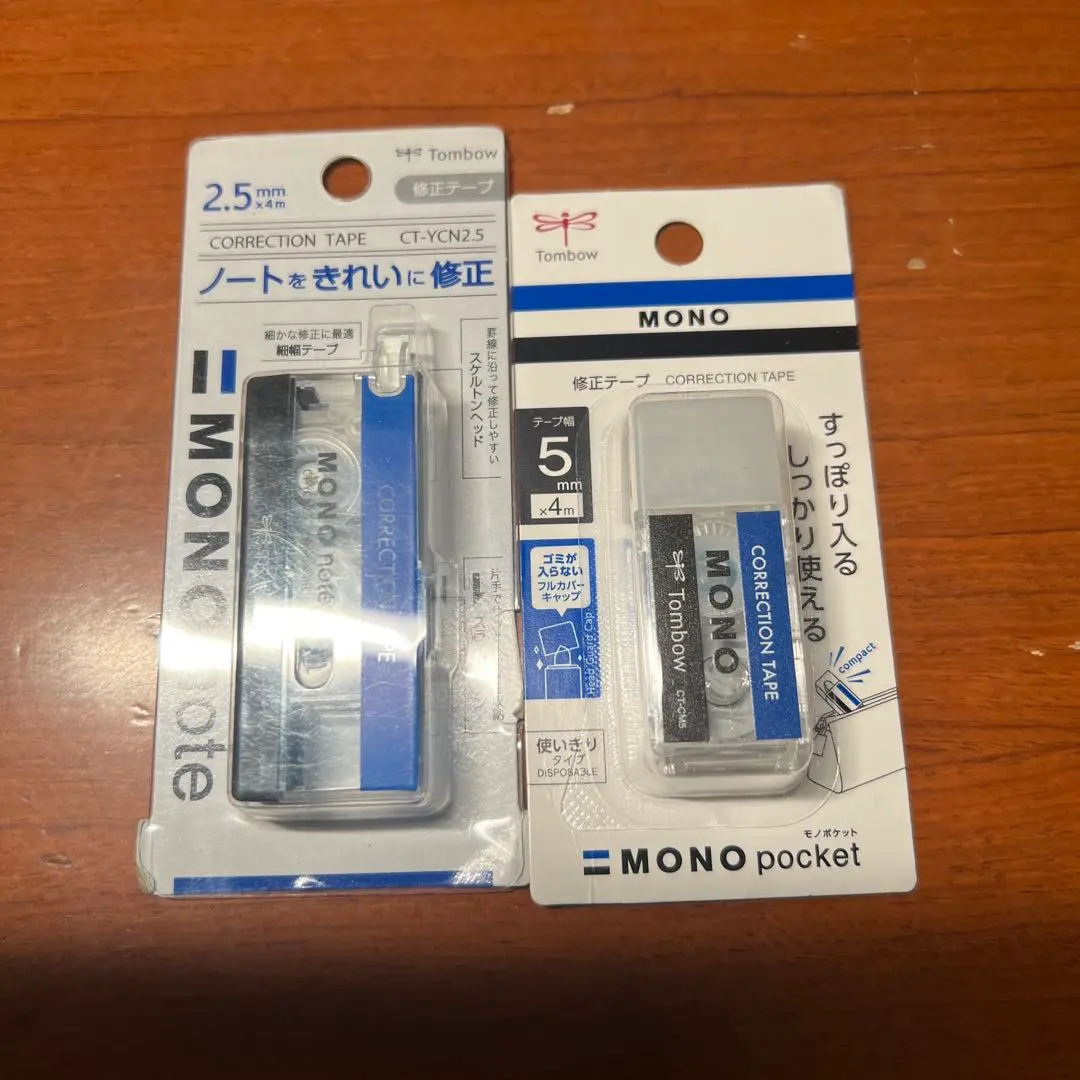 Tombow
2.5mm
×4m
修正テープ
CORRECTION TAPE CT-YCN2.5
ノートをきれいに修正
細かな修正に最適
細幅テープ
罫線に沿って修正しやすい
スケルトンヘッド
MONO note
MONO note
CORRECTION TAPE
Tombow
MONO
修正テープ CORRECTION TAPE
テープ幅
5mm
×4m
すっぽり入る
しっかり使える
ゴミが
入らない
フルカバー
キャップ
Head Guard Cap
Tombow CT-CM5
MONO
CORRECTION TAPE
compact
使いきり
タイプ
DISPOSABLE
モノポケット
MONO pocket